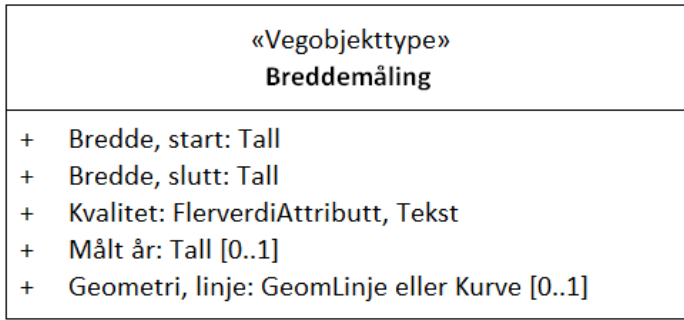 «Vegobjekttype»
Breddemåling
+ Bredde, start: Tall
+ Bredde, slutt: Tall
+ Kvalitet: FlerverdiAttributt, Tekst
+ Målt år: Tall [0..1]
+ Geometri, linje: GeomLinje eller Kurve [0..1]